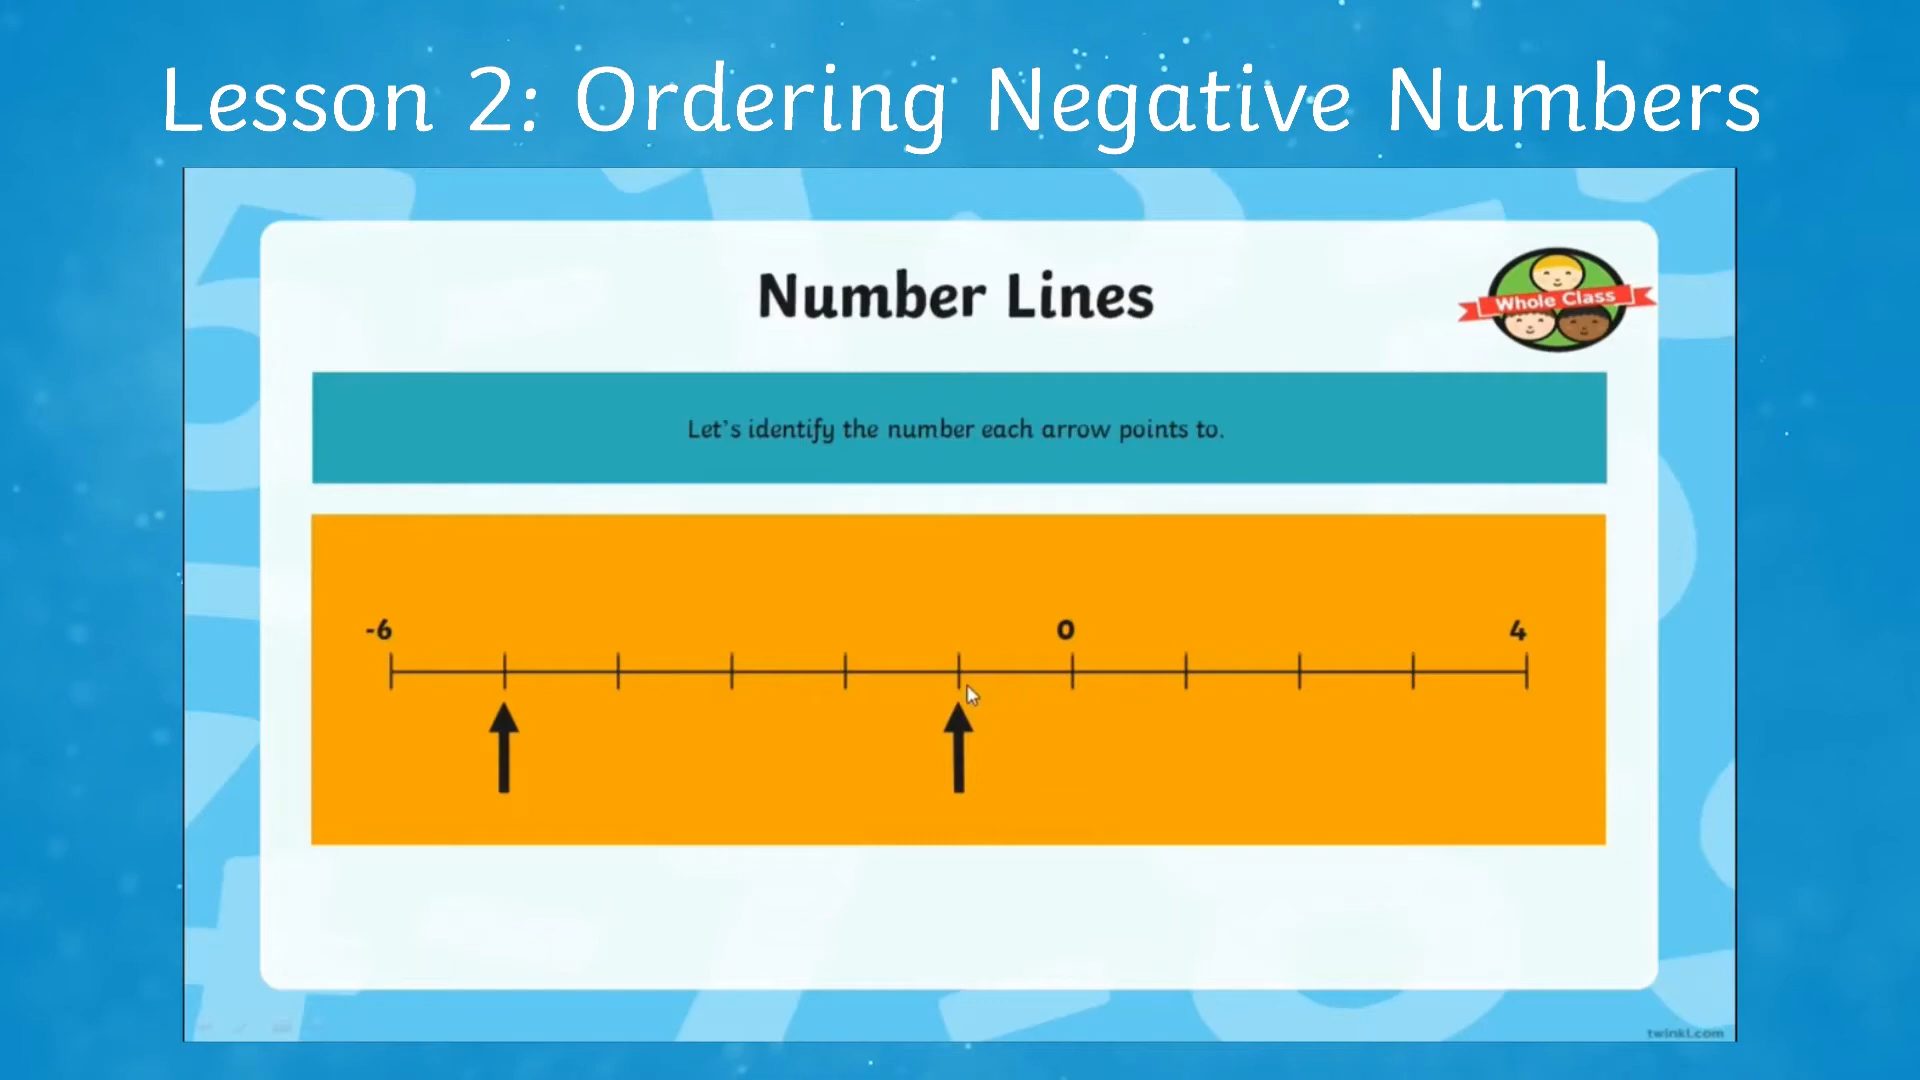 Lesson 2: Ordering Negative Numbers
Number Lines
Whole Class
Let's identify the number each arrow points to.
-6 0 4
twinkl.com